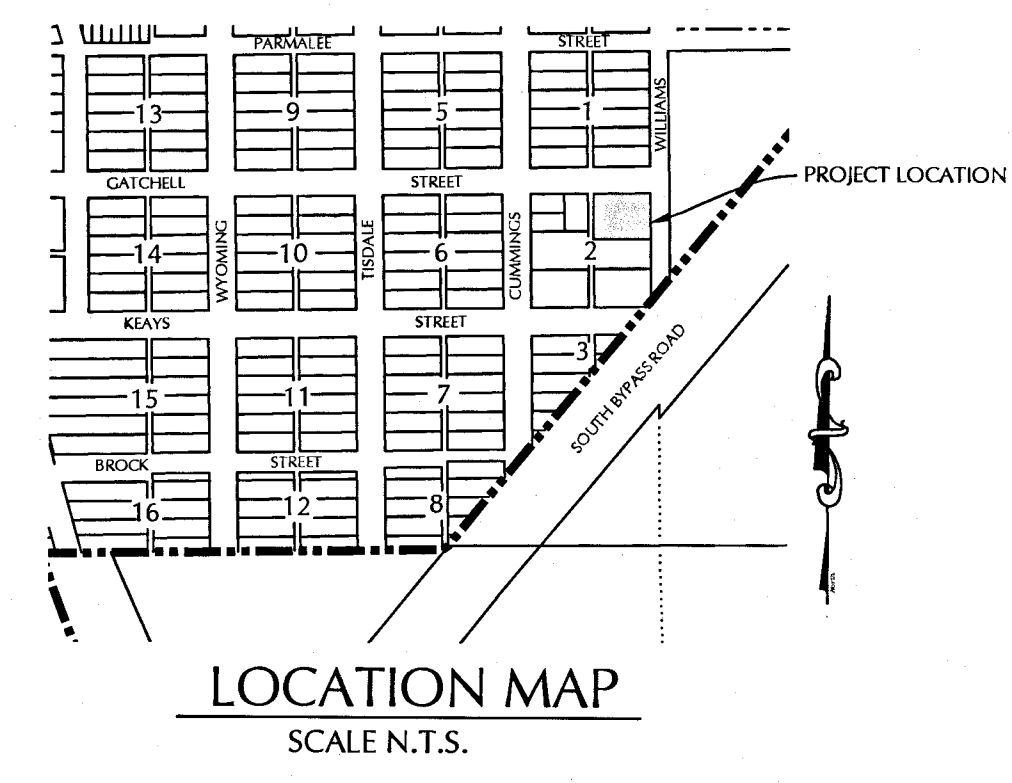 PARMALEE STREET
WILLIAMS
13 9 5 1
GATCHELL STREET
PROJECT LOCATION
WYOMING
TISDALE
CUMMINGS
14 10 6 2
KEAYS STREET
3
SOUTH BYPASS ROAD
15 11 7
BROCK STREET
16 12 8
North
LOCATION MAP
SCALE N.T.S.